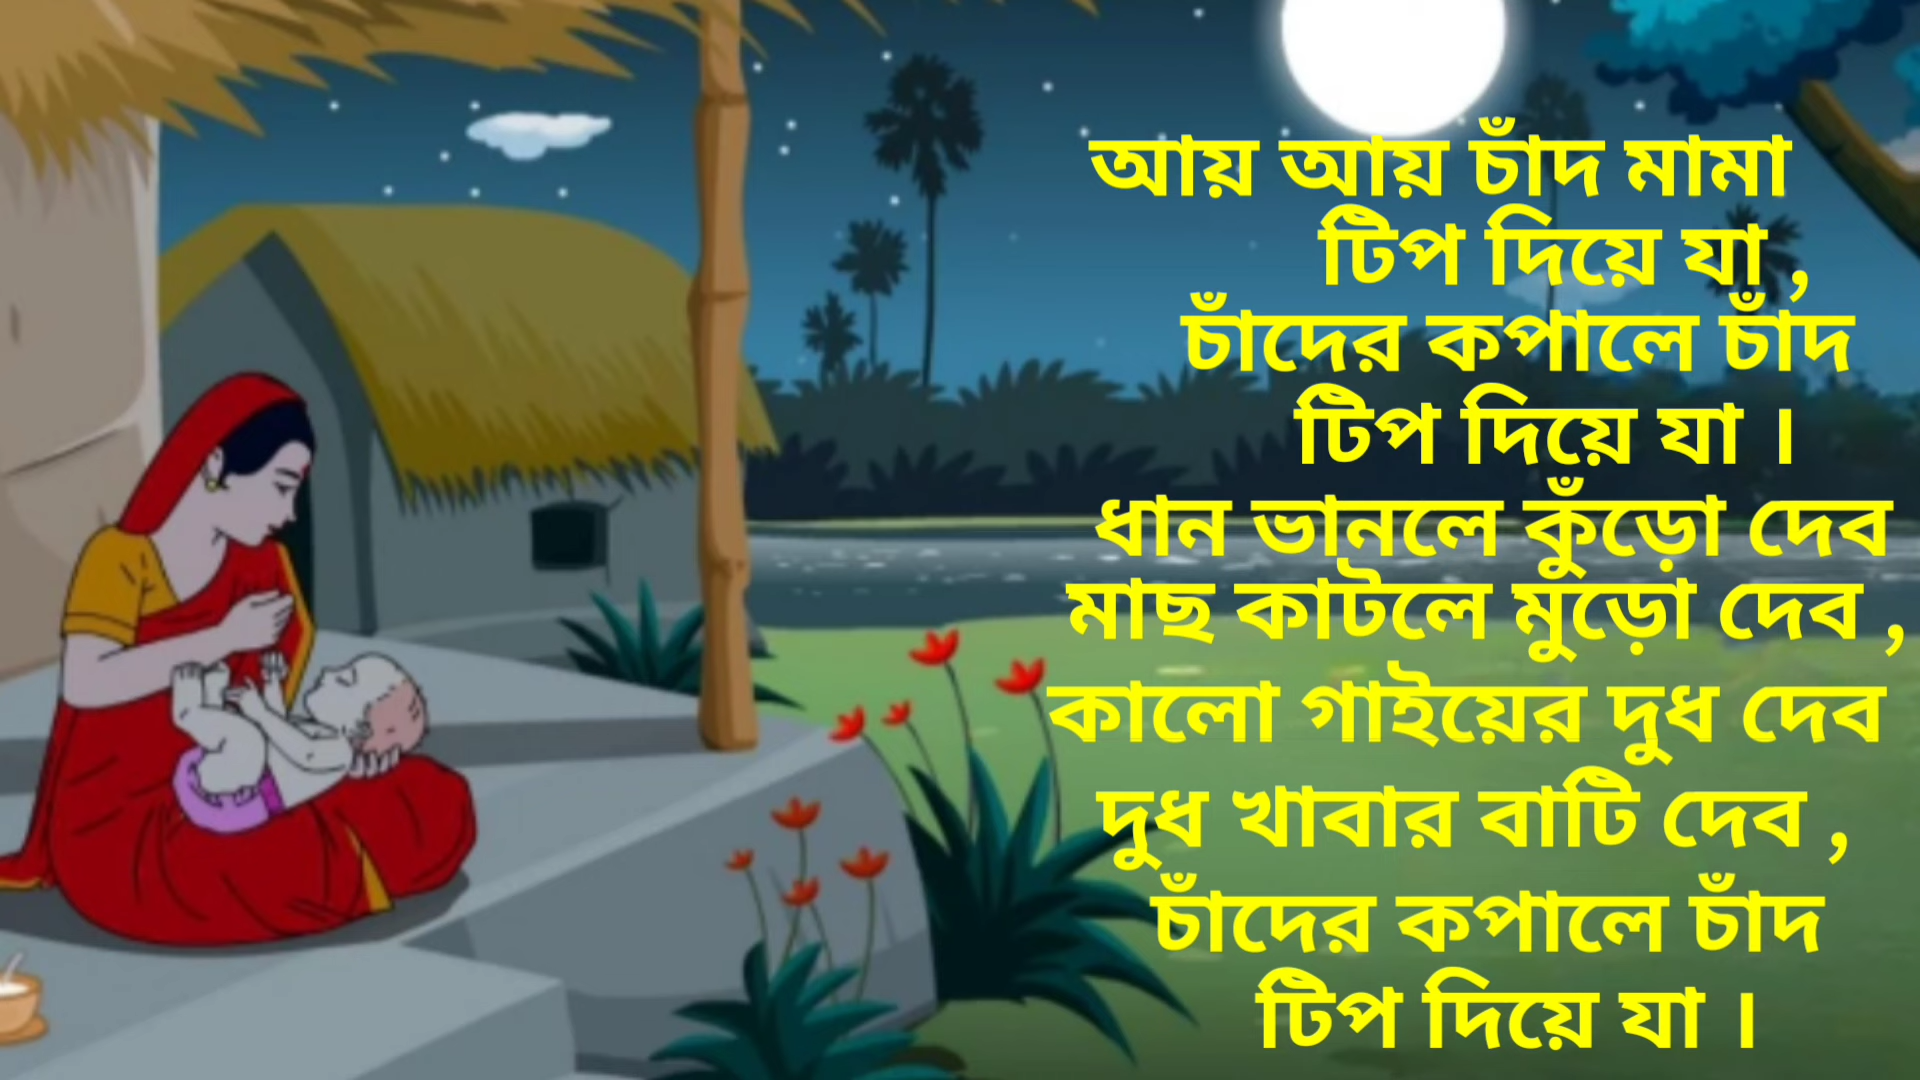 আয় আয় চাঁদ মামা
টিপ দিয়ে যা ,
চাঁদের কপালে চাঁদ
টিপ দিয়ে যা ।
ধান ভানলে কুঁড়ো দেব
মাছ কাটলে মুড়ো দেব ,
কালো গাইয়ের দুধ দেব
দুধ খাবার বাটি দেব ,
চাঁদের কপালে চাঁদ
টিপ দিয়ে যা ।